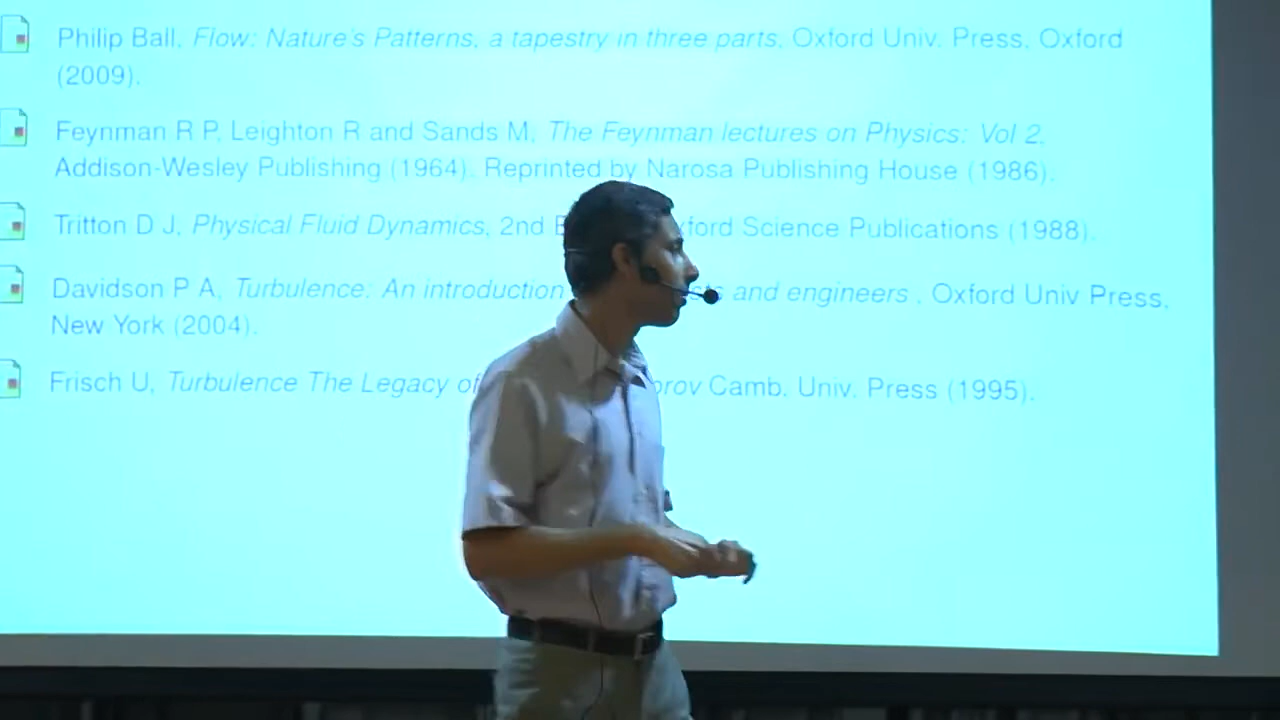 Philip Ball, Flow: Nature's Patterns, a tapestry in three parts, Oxford Univ. Press, Oxford
(2009).
Feynman R P, Leighton R and Sands M, The Feynman lectures on Physics: Vol 2,
Addison-Wesley Publishing (1964). Reprinted by Narosa Publishing House (1986).
Tritton D J, Physical Fluid Dynamics, 2nd Science Publications (1988).
Davidson P A, Turbulence: An introduction and engineers , Oxford Univ Press,
New York (2004).
Frisch U, Turbulence The Legacy of Camb. Univ. Press (1995).